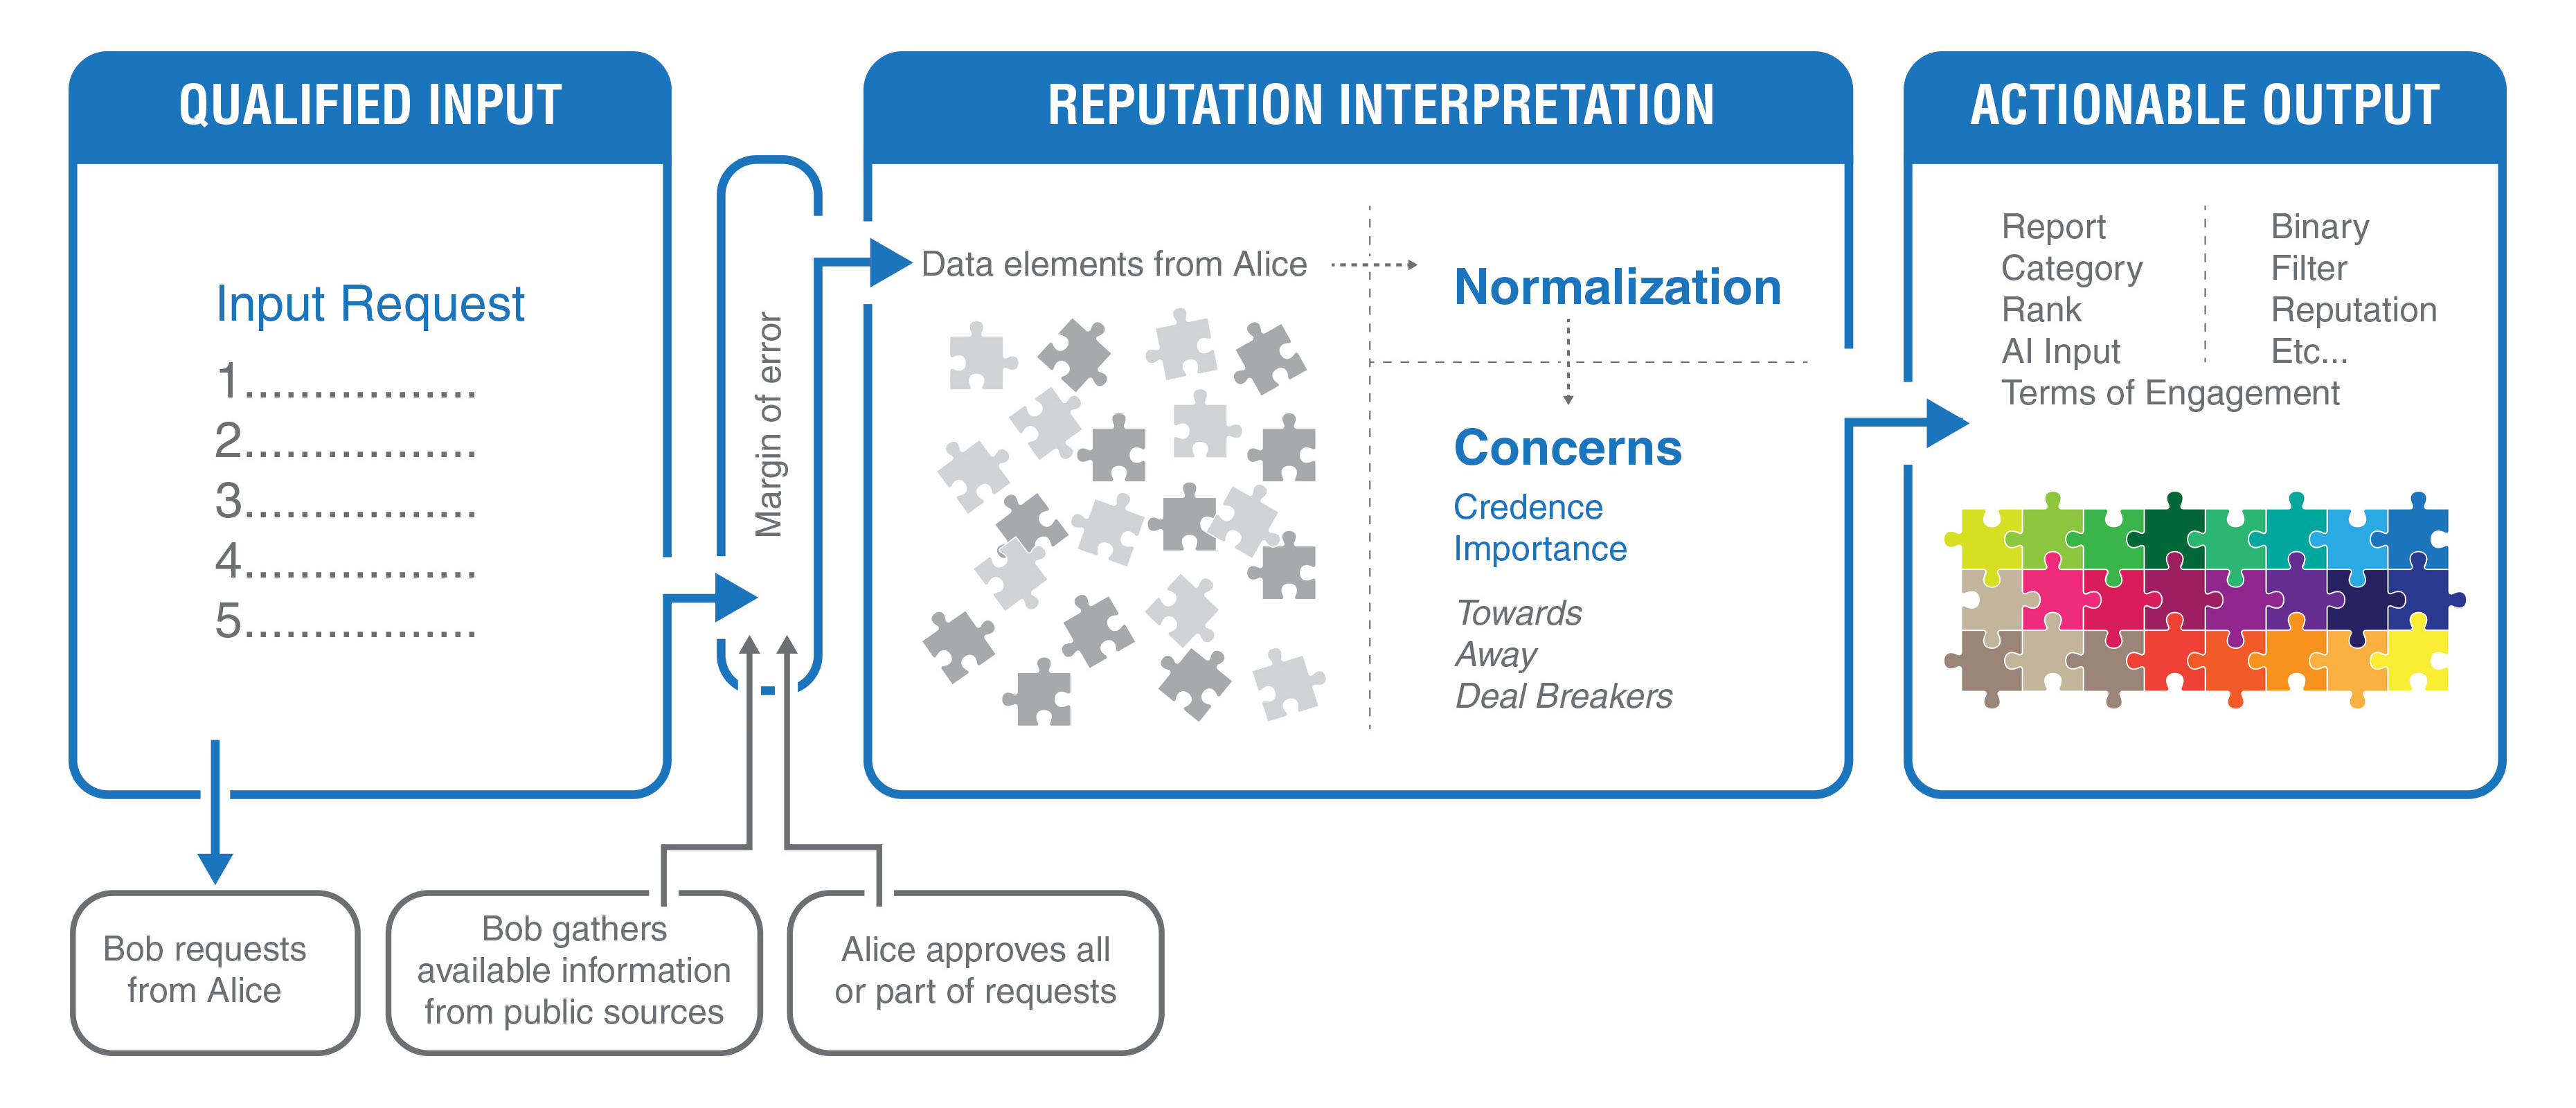 QUALIFIED INPUT
Input Request
1.................
2.................
3.................
4.................
5.................
Margin of error
REPUTATION INTERPRETATION
Data elements from Alice
Normalization
Concerns
Credence
Importance
Towards
Away
Deal Breakers
ACTIONABLE OUTPUT
Report
Category
Rank
AI Input
Terms of Engagement
Binary
Filter
Reputation
Etc...
Bob requests
from Alice
Bob gathers
available information
from public sources
Alice approves all
or part of requests